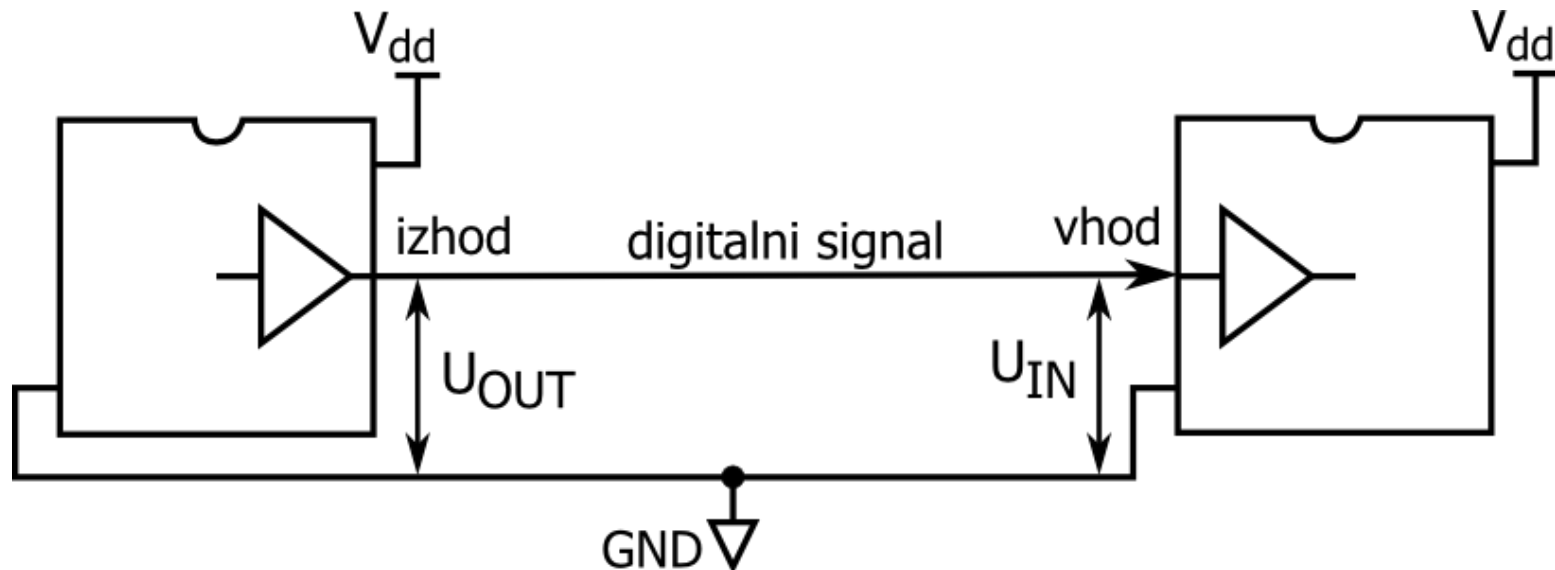 Vdd
Vdd
izhod
digitalni signal
vhod
UOUT
UIN
GND